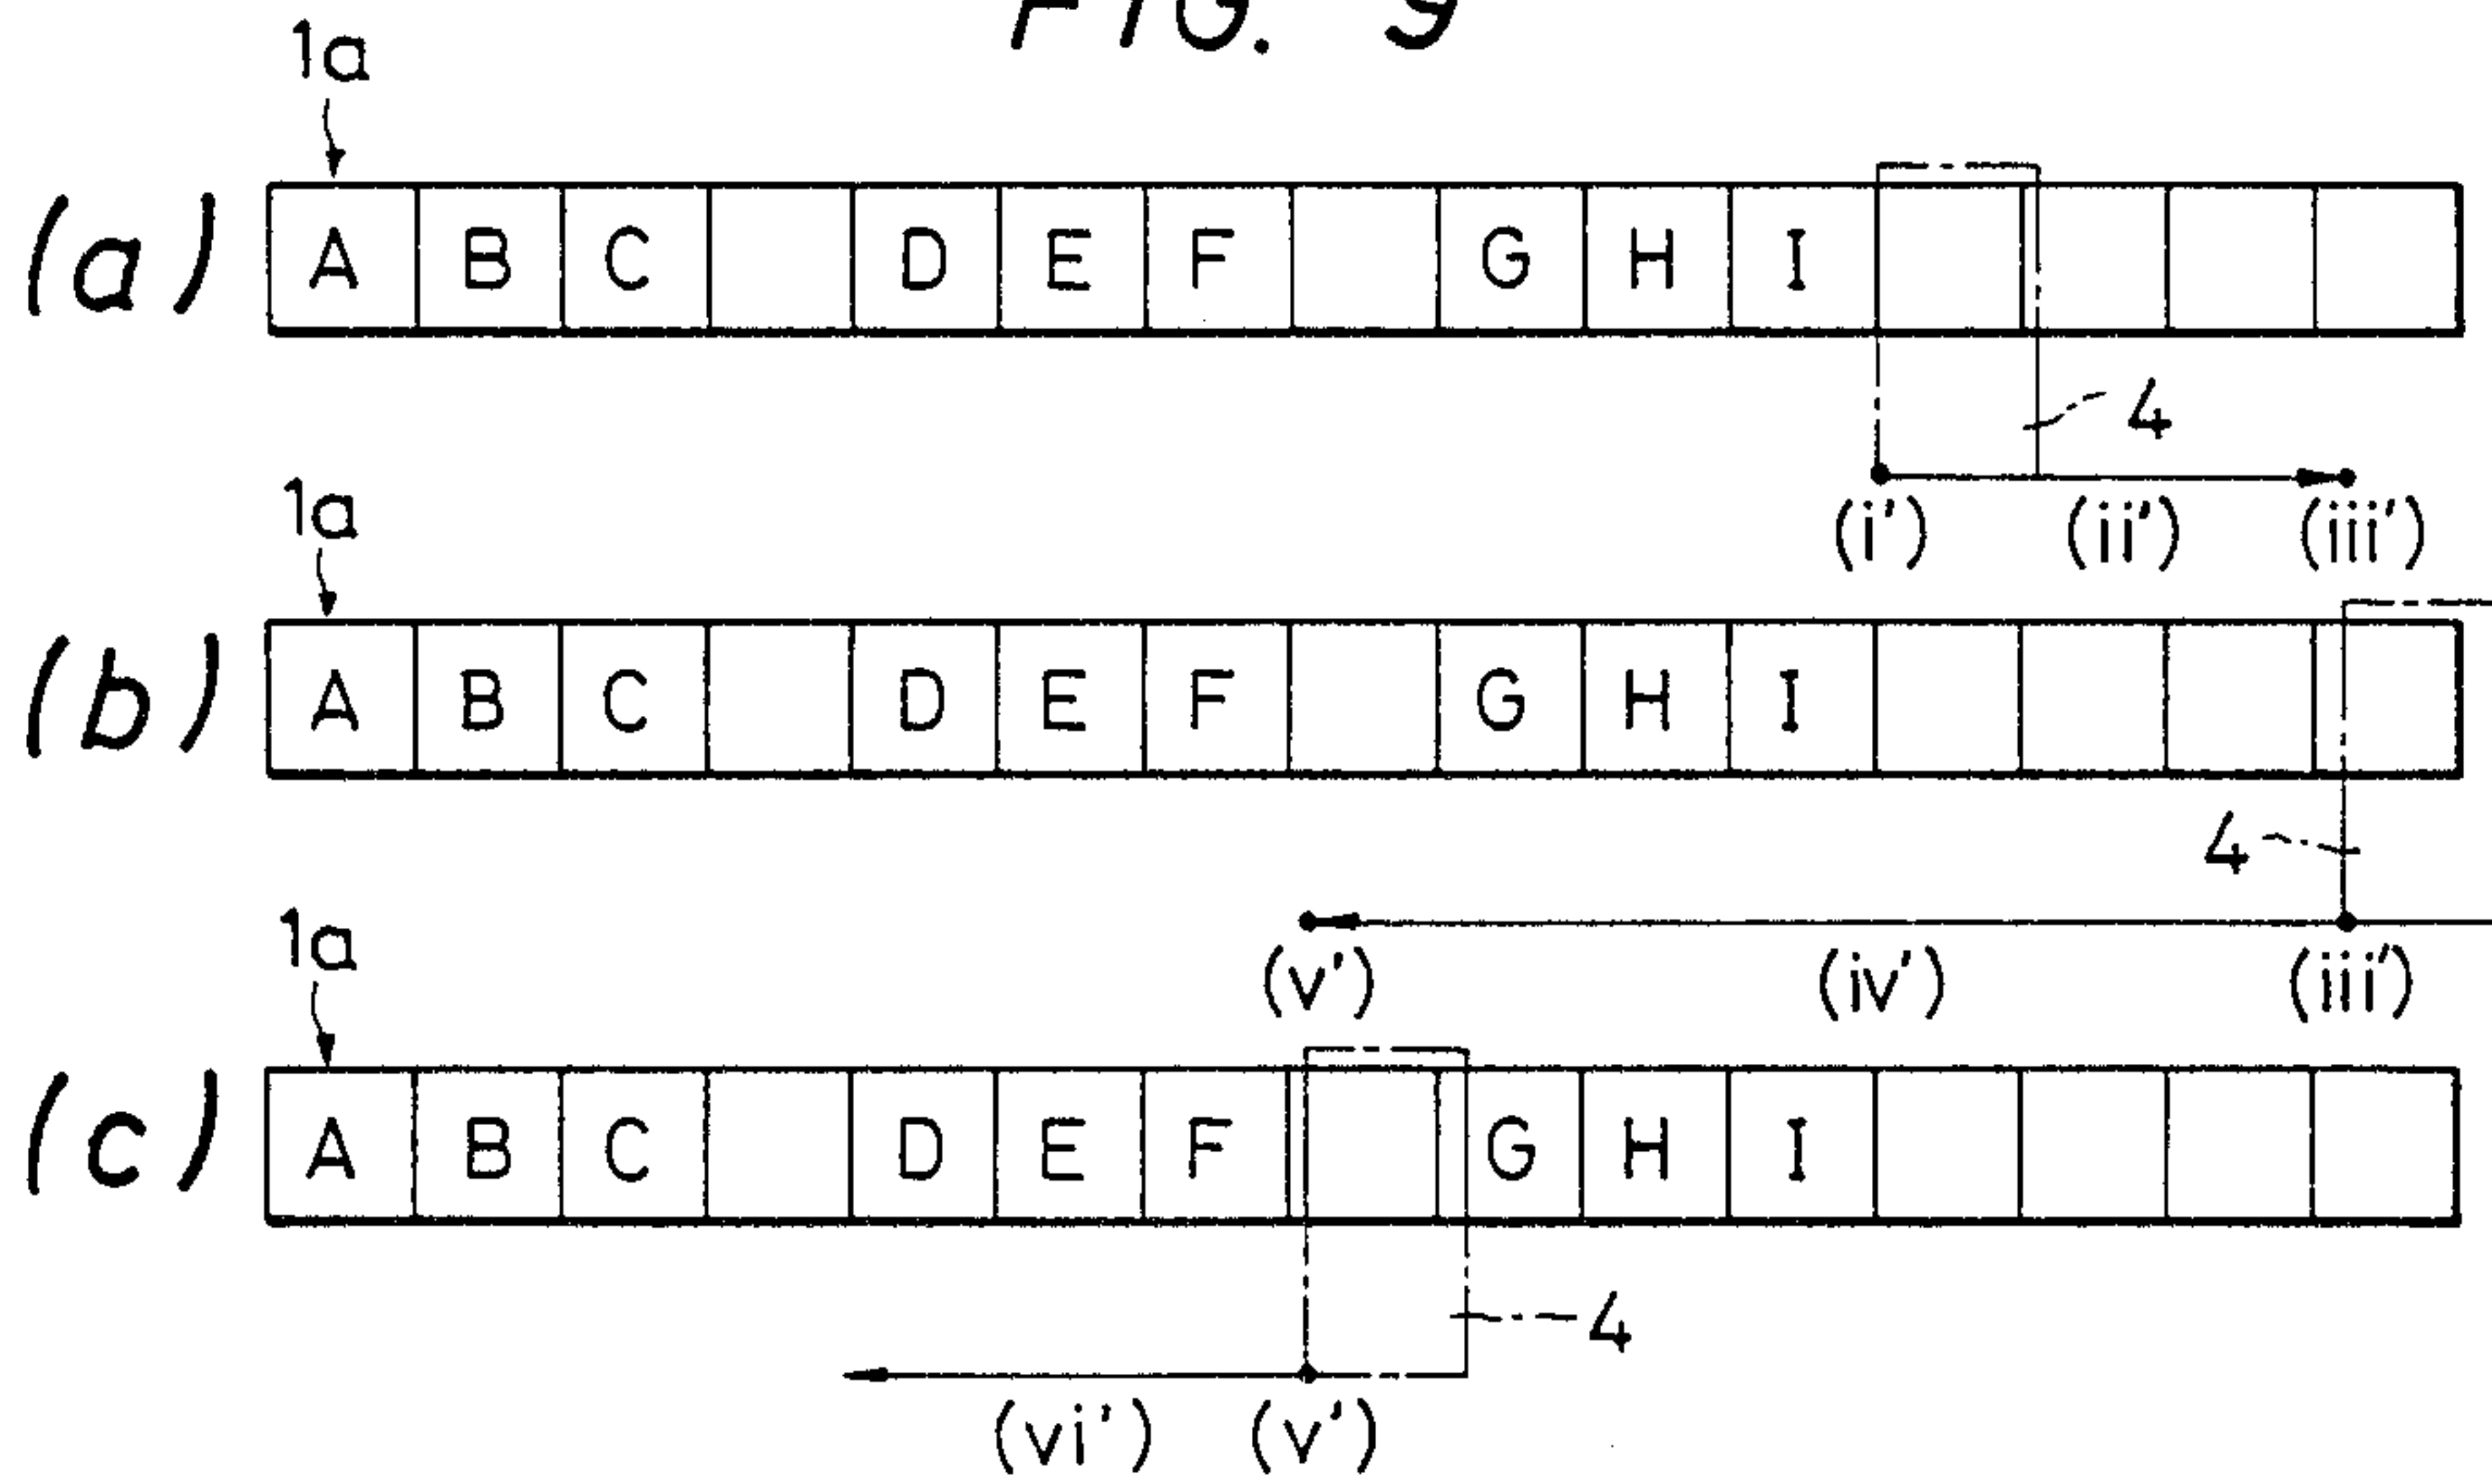 FIG. 9
1a
(a) A B C D E F G H I
4
(i') (ii') (iii')
1a
(b) A B C D E F G H I
4
(v') (iv') (iii')
1a
(c) A B C D E F G H I
4
(vi') (v')